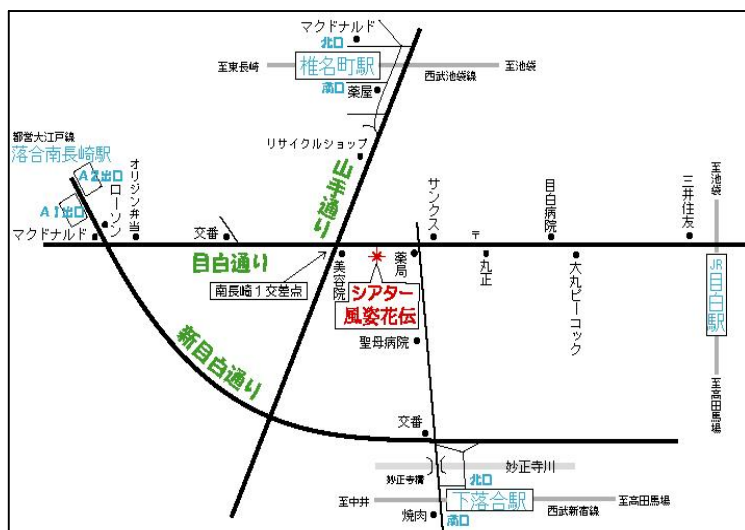 マクドナルド
北口
至東長崎
椎名町駅
西武池袋線
至池袋
南口
薬屋
リサイクルショップ
山手通り
都営大江戸線
落合南長崎駅
A2出口
A1出口
マクドナルド
ローソン
オリジン弁当
交番
目白通り
南長崎1交差点
美容院
シアター
風姿花伝
薬局
サンクス
〒
丸正
目白病院
大丸ピーコック
三井住友
至池袋
JR
目白駅
至高田馬場
聖母病院
新目白通り
交番
妙正寺橋
妙正寺川
北口
至中井
下落合駅
西武新宿線
至高田馬場
焼肉
南口